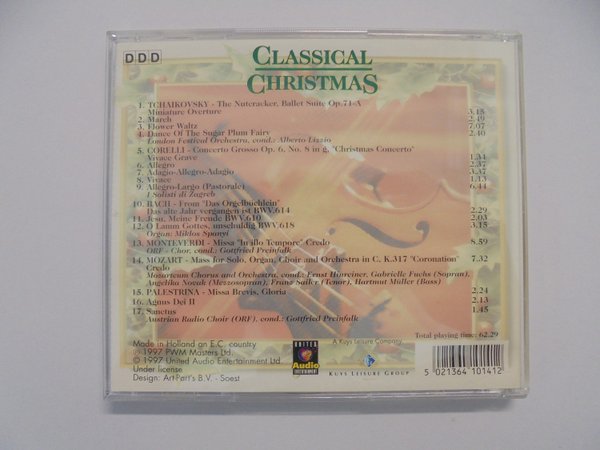 DDD
CLASSICAL
CHRISTMAS
1. TCHAIKOVSKY - The Nutcracker, Ballet Suite Op.71-A
Miniature Overture 3.15
2. March 2.49
3. Flower Waltz 7.07
4. Dance Of The Sugar Plum Fairy 2.40
London Festival Orchestra, cond.: Alberto Lizzio
5. CORELLI - Concerto Grosso Op. 6, No. 8 in g, "Christmas Concerto"
Vivace Grave 1.31
6. Allegro 2.37
7. Adagio-Allegro-Adagio 3.37
8. Vivace 1.13
9. Allegro-Largo (Pastorale) 6.44
I Solisti di Zagreb
10. BACH - From "Das Orgelbüchlein"
Das alte Jahr vergangen ist BWV.614 2.29
11. Jesu, Meine Freude BWV.610 2.03
12. O Lamm Gottes, unschuldig BWV.618 3.15
Organ: Miklos Spanyi
13. MONTEVERDI - Missa "In illo Tempore" Credo 8.59
ORF - Chor, cond.: Gottfried Preinfalk
14. MOZART - Mass for Solo, Organ, Choir and Orchestra in C, K.317 "Coronation" 7.32
Credo
Mozarteum Chorus and Orchestra, cond.: Ernst Hinreiner, Gabrielle Fuchs (Sopran),
Angelika Nowak (Mezzosopran), Franz Sailer (Tenor), Hartmut Müller (Bass)
15. PALESTRINA - Missa Brevis, Gloria 2.24
16. Agnus Dei II 2.13
17. Sanctus 1.45
Austrian Radio Choir (ORF), cond.: Gottfried Preinfalk
Total playing time: 62.29
Made in Holland an E.C. country
℗ 1997 PWM Masters Ltd.
© 1997 United Audio Entertainment Ltd.
Under license
Design: Art-Part's B.V. - Soest
UNITED
Audio
ENTERTAINMENT
A Kuys Leisure Company
KUYS LEISURE GROUP
5 021364 101412